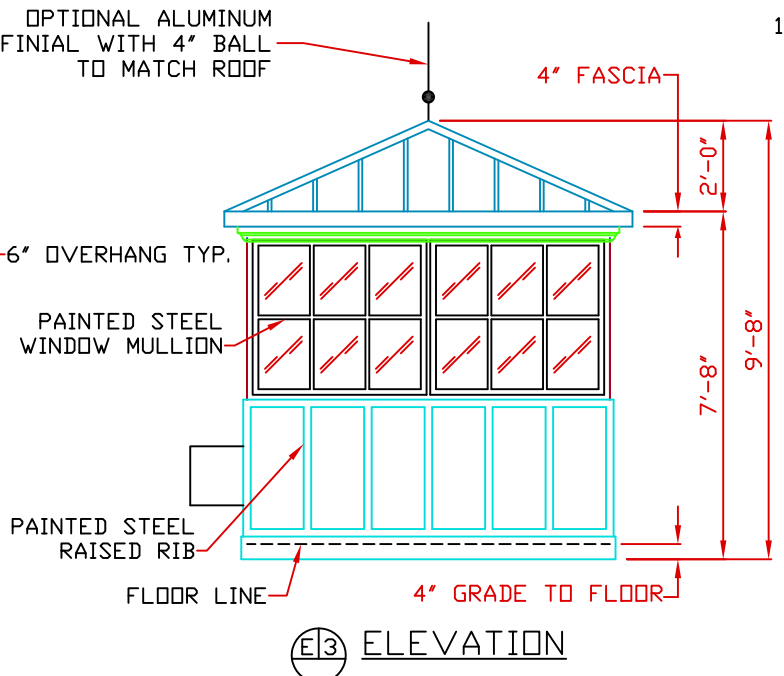 OPTIONAL ALUMINUM
FINIAL WITH 4" BALL
TO MATCH ROOF
1
4" FASCIA
2'-0"
6" OVERHANG TYP.
PAINTED STEEL
WINDOW MULLION
7'-8"
9'-8"
PAINTED STEEL
RAISED RIB
FLOOR LINE
4" GRADE TO FLOOR
E 3
ELEVATION